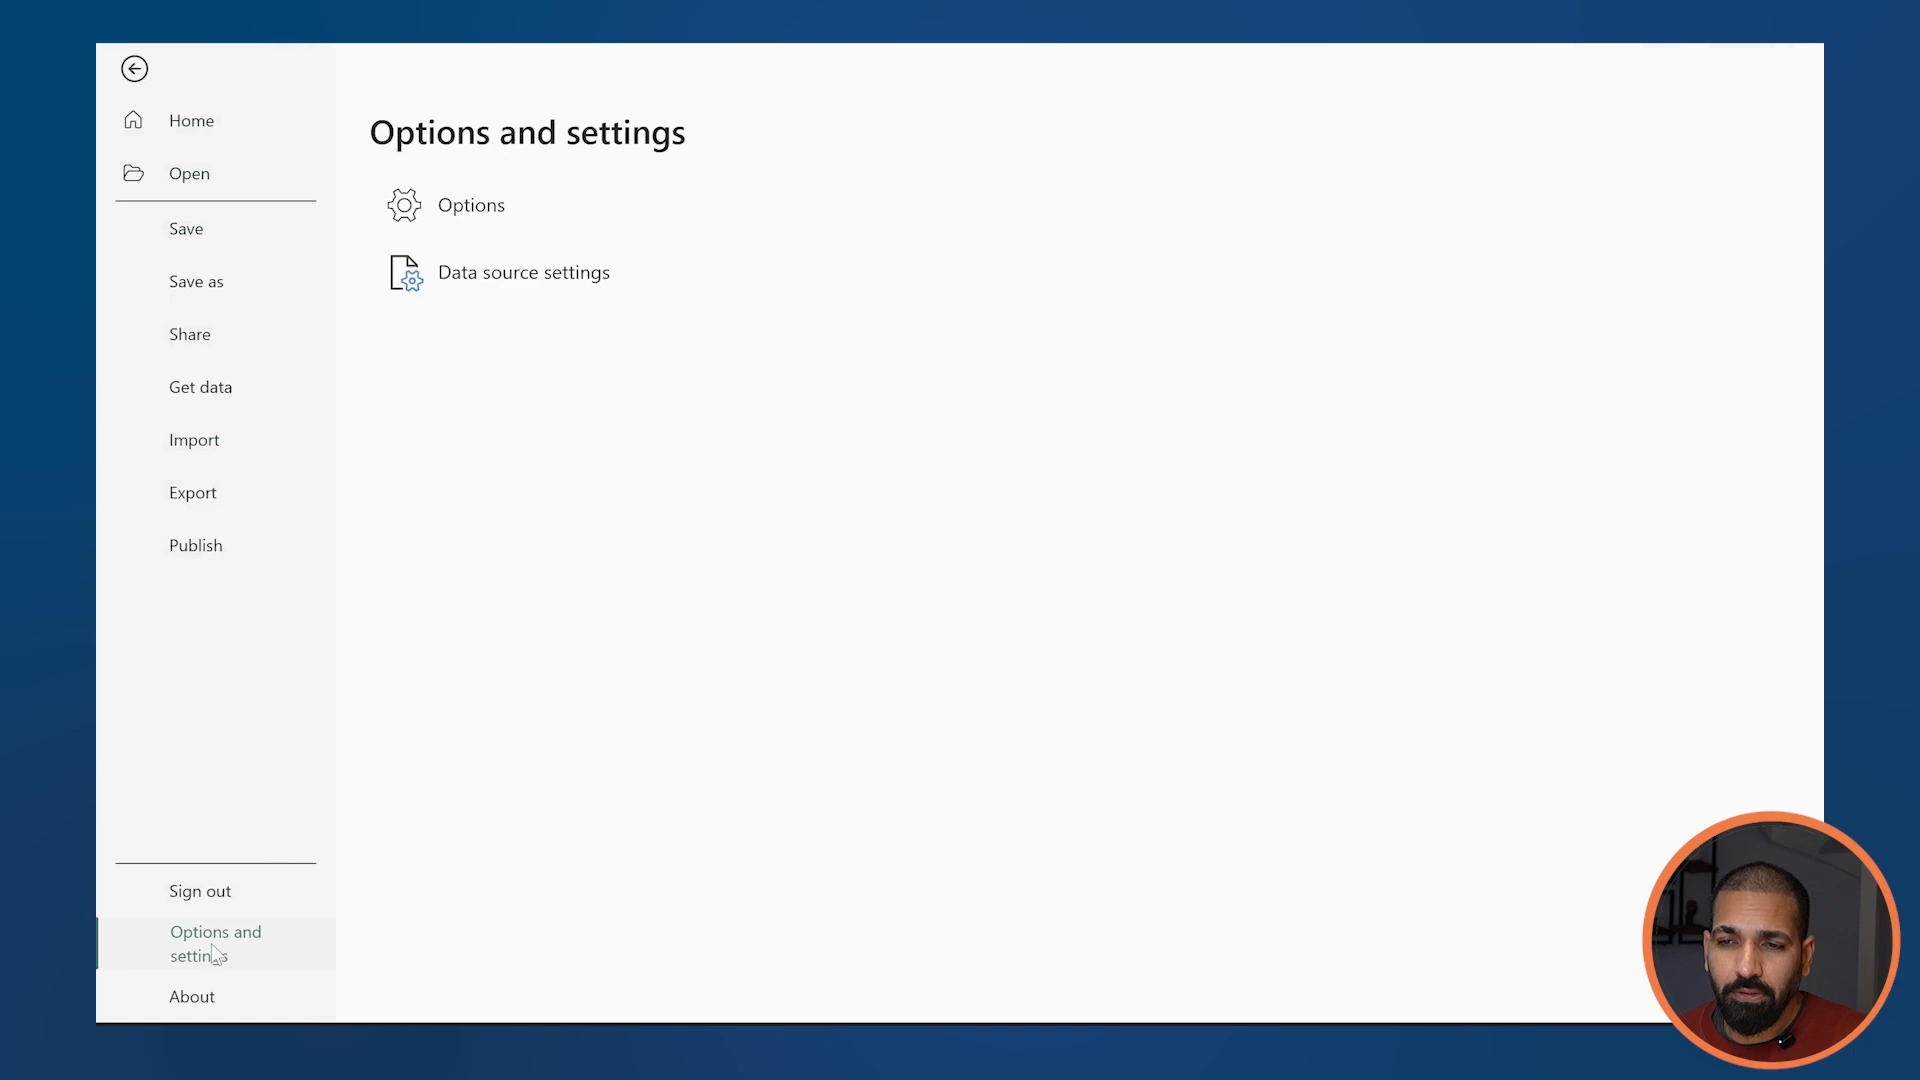 Home
Open
Save
Save as
Share
Get data
Import
Export
Publish
Sign out
Options and
settings
About
Options and settings
Options
Data source settings